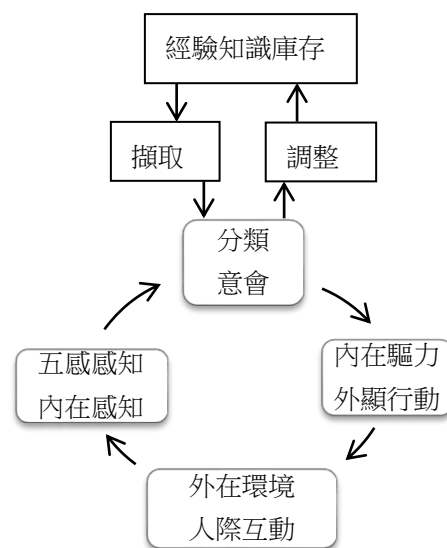 經驗知識庫存
擷取
調整
分類
意會
五感感知
內在感知
內在驅力
外顯行動
外在環境
人際互動